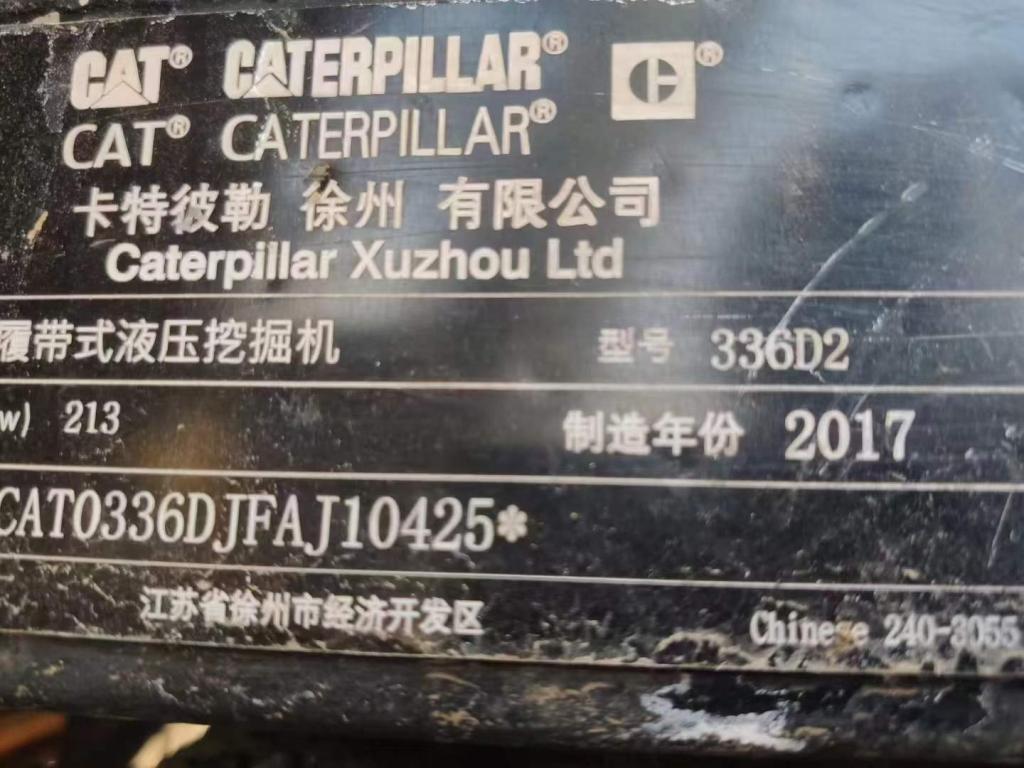 CAT® CATERPILLAR® ®
CAT® CATERPILLAR®
卡特彼勒 徐州 有限公司
Caterpillar Xuzhou Ltd
履带式液压挖掘机 型号 336D2
w) 213 制造年份 2017
CAT0336DJFAJ10425*
江苏省徐州市经济开发区 Chinese 240-3055